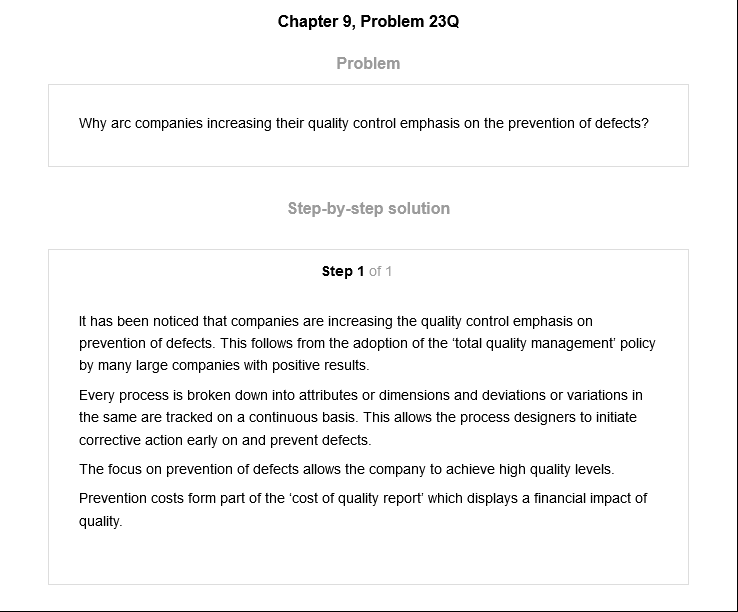 Chapter 9, Problem 23Q
Problem
Why arc companies increasing their quality control emphasis on the prevention of defects?
Step-by-step solution
Step 1 of 1
It has been noticed that companies are increasing the quality control emphasis on
prevention of defects. This follows from the adoption of the ‘total quality management’ policy
by many large companies with positive results.
Every process is broken down into attributes or dimensions and deviations or variations in
the same are tracked on a continuous basis. This allows the process designers to initiate
corrective action early on and prevent defects.
The focus on prevention of defects allows the company to achieve high quality levels.
Prevention costs form part of the ‘cost of quality report’ which displays a financial impact of
quality.